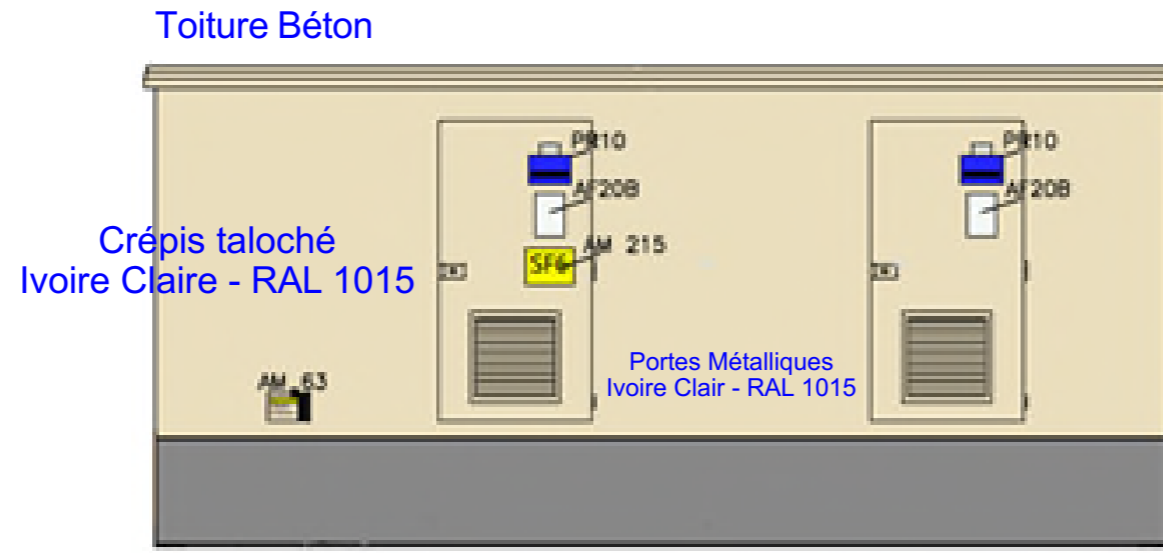 Toiture Béton
PR10
PR10
AF20B
AF20B
Crépis taloché
Ivoire Claire - RAL 1015
AM 215
SF6
Portes Métalliques
Ivoire Clair - RAL 1015
AM 63